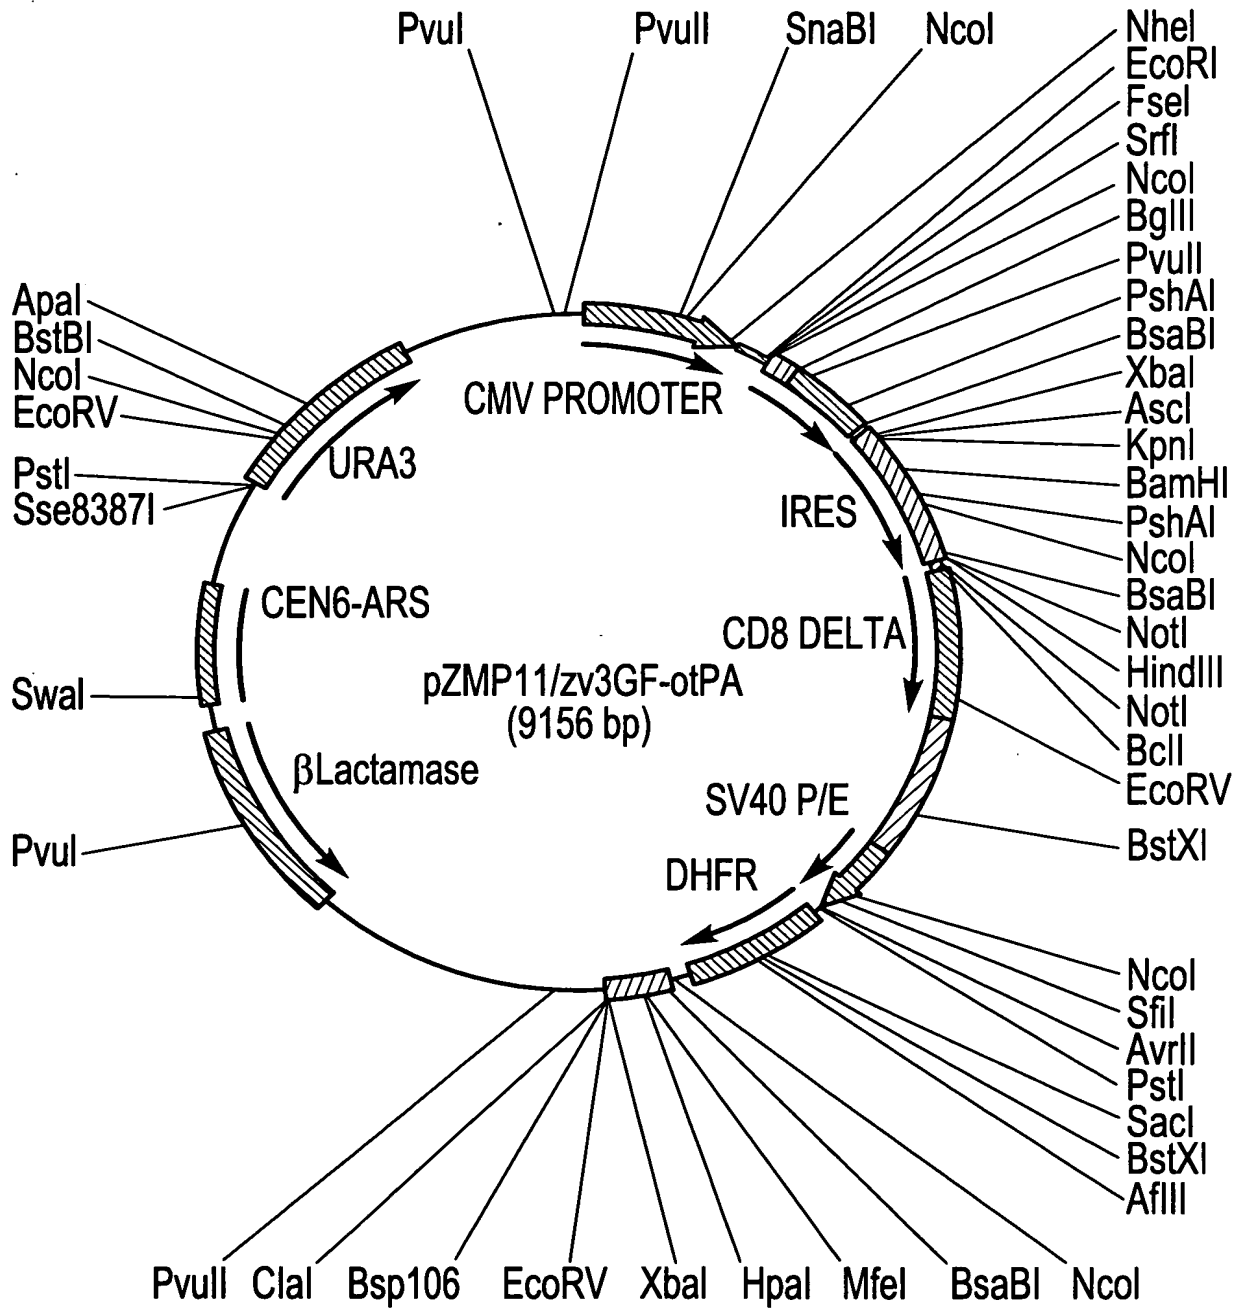 PvuI
PvuII
SnaBI
NcoI
NheI
EcoRI
FseI
SrfI
NcoI
BglII
PvuII
PshAI
BsaBI
XbaI
AscI
KpnI
BamHI
PshAI
NcoI
BsaBI
NotI
HindIII
NotI
BclI
EcoRV
BstXI
NcoI
SfiI
AvrII
PstI
SacI
BstXI
AflII
ApaI
BstBI
NcoI
EcoRV
PstI
Sse8387I
SwaI
PvuI
CMV PROMOTER
URA3
IRES
CEN6-ARS
CD8 DELTA
pZMP11/zv3GF-otPA
(9156 bp)
βLactamase
SV40 P/E
DHFR
PvuII
ClaI
Bsp106
EcoRV
XbaI
HpaI
MfeI
BsaBI
NcoI